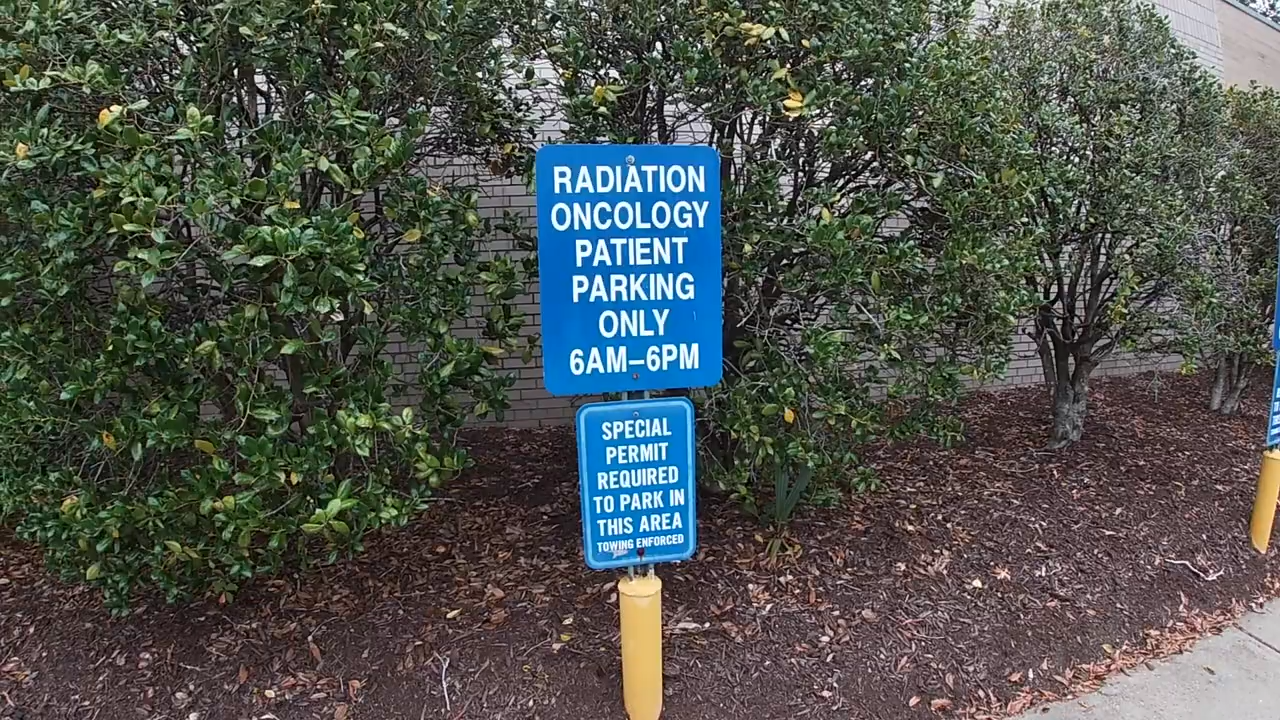 RADIATION
ONCOLOGY
PATIENT
PARKING
ONLY
6AM-6PM
SPECIAL
PERMIT
REQUIRED
TO PARK IN
THIS AREA
TOWING ENFORCED